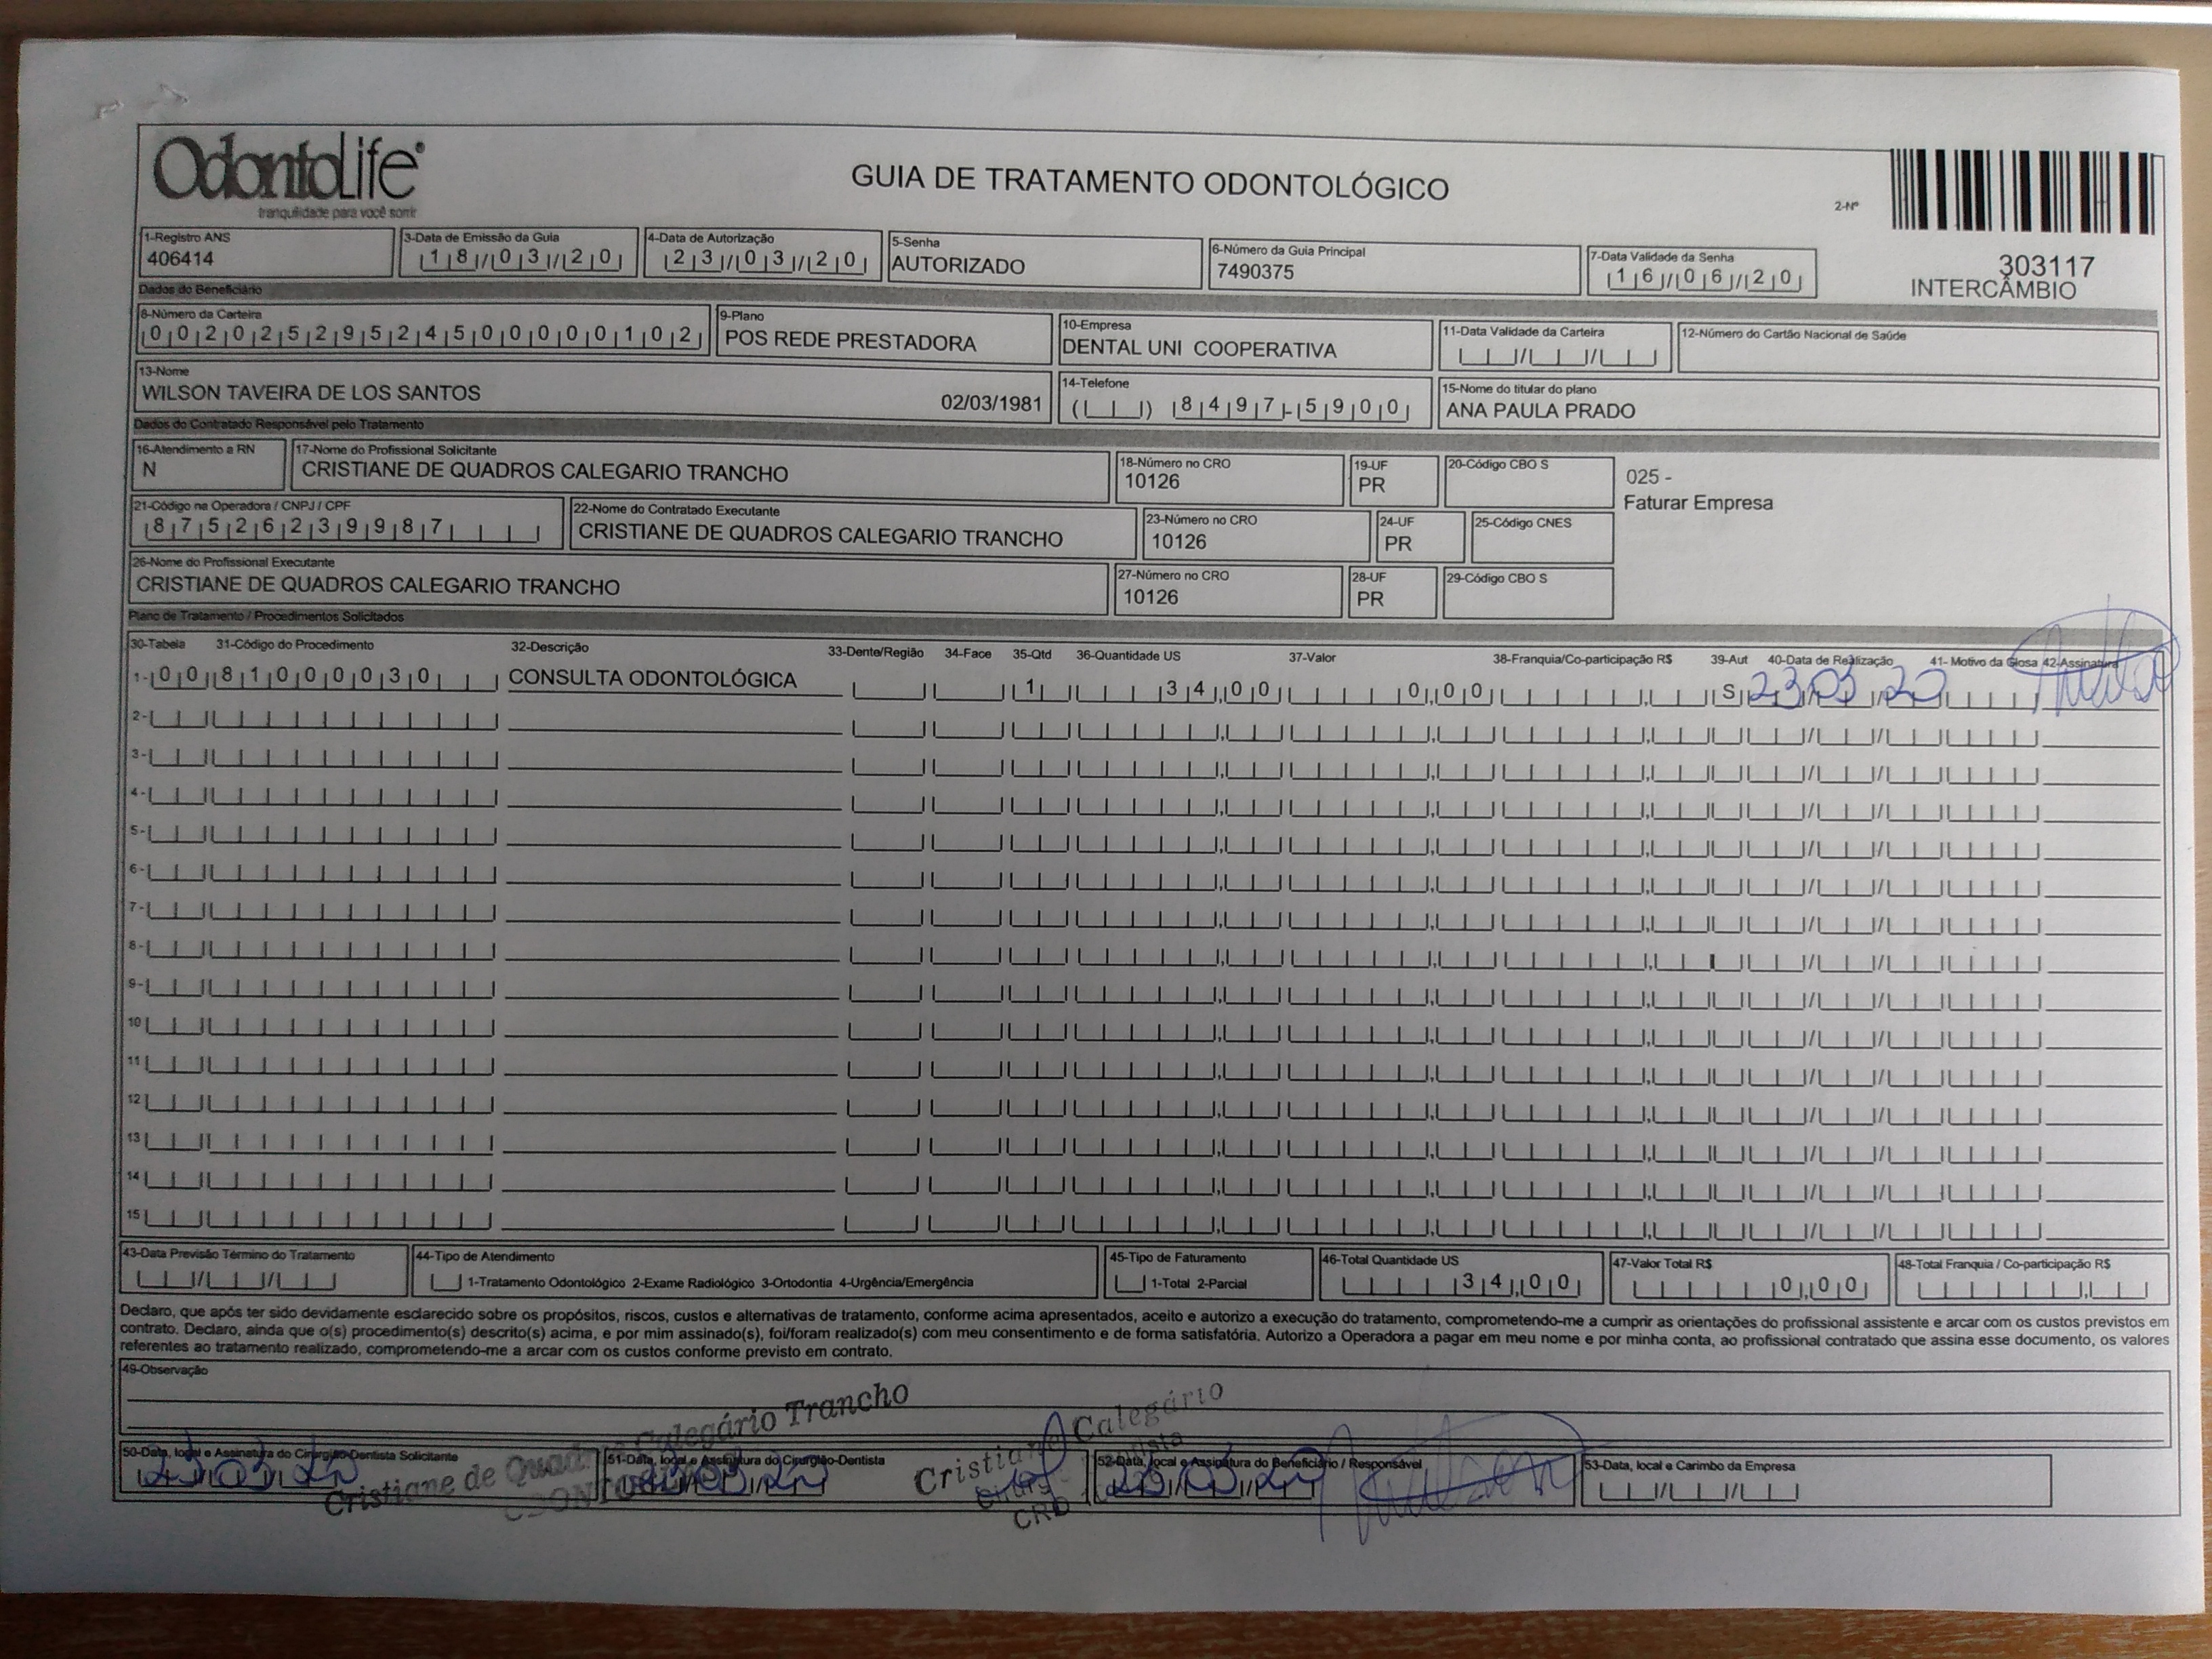 OdontoLife®
tranquilidade para você sorrir
GUIA DE TRATAMENTO ODONTOLÓGICO
2-Nº
303117
INTERCÂMBIO
1-Registro ANS
406414
3-Data de Emissão da Guia
18/03/20
4-Data de Autorização
23/03/20
5-Senha
AUTORIZADO
6-Número da Guia Principal
7490375
7-Data Validade da Senha
16/06/20
Dados do Beneficiário
8-Número da Carteira
00202529524500000102
9-Plano
POS REDE PRESTADORA
10-Empresa
DENTAL UNI COOPERATIVA
11-Data Validade da Carteira
12-Número do Cartão Nacional de Saúde
13-Nome
WILSON TAVEIRA DE LOS SANTOS 02/03/1981
14-Telefone
( ) 8497-5900
15-Nome do titular do plano
ANA PAULA PRADO
Dados do Contratado Responsável pelo Tratamento
16-Atendimento a RN
N
17-Nome do Profissional Solicitante
CRISTIANE DE QUADROS CALEGARIO TRANCHO
18-Número no CRO
10126
19-UF
PR
20-Código CBO S
025 -
Faturar Empresa
21-Código na Operadora / CNPJ / CPF
87526239987
22-Nome do Contratado Executante
CRISTIANE DE QUADROS CALEGARIO TRANCHO
23-Número no CRO
10126
24-UF
PR
25-Código CNES
26-Nome do Profissional Executante
CRISTIANE DE QUADROS CALEGARIO TRANCHO
27-Número no CRO
10126
28-UF
PR
29-Código CBO S
Plano de Tratamento / Procedimentos Solicitados
30-Tabela 31-Código do Procedimento 32-Descrição 33-Dente/Região 34-Face 35-Qtd 36-Quantidade US 37-Valor 38-Franquia/Co-participação R$ 39-Aut 40-Data de Realização 41- Motivo da Glosa 42-Assinatura
1- 00 81000030 CONSULTA ODONTOLÓGICA 1 34,00 0,00 S 23/03/20
2-
3-
4-
5-
6-
7-
8-
9-
10
11
12
13
14
15
43-Data Previsão Término do Tratamento
44-Tipo de Atendimento
1-Tratamento Odontológico 2-Exame Radiológico 3-Ortodontia 4-Urgência/Emergência
45-Tipo de Faturamento
1-Total 2-Parcial
46-Total Quantidade US
34,00
47-Valor Total R$
0,00
48-Total Franquia / Co-participação R$
Declaro, que após ter sido devidamente esclarecido sobre os propósitos, riscos, custos e alternativas de tratamento, conforme acima apresentados, aceito e autorizo a execução do tratamento, comprometendo-me a cumprir as orientações do profissional assistente e arcar com os custos previstos em
contrato. Declaro, ainda que o(s) procedimento(s) descrito(s) acima, e por mim assinado(s), foi/foram realizado(s) com meu consentimento e de forma satisfatória. Autorizo a Operadora a pagar em meu nome e por minha conta, ao profissional contratado que assina esse documento, os valores
referentes ao tratamento realizado, comprometendo-me a arcar com os custos conforme previsto em contrato.
49-Observação
50-Data, local e Assinatura do Cirurgião-Dentista Solicitante
23/03/20
Cristiane de Quad Calegário Trancho
51-Data, local e Assinatura do Cirurgião-Dentista
23/03/20
Cristiane Calegário
CRO
52-Data, local e Assinatura do Beneficiário / Responsável
23/03/20
53-Data, local e Carimbo da Empresa